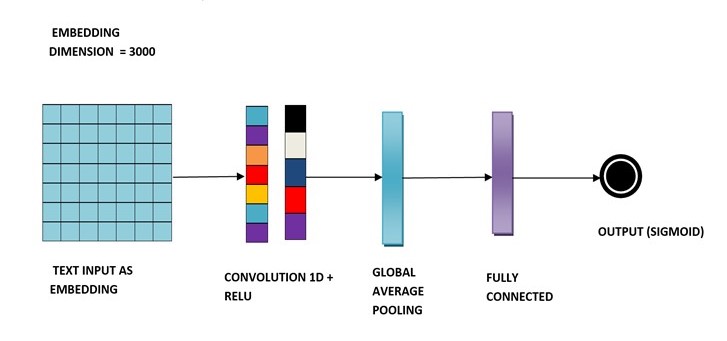 EMBEDDING
DIMENSION = 3000
TEXT INPUT AS
EMBEDDING
CONVOLUTION 1D +
RELU
GLOBAL
AVERAGE
POOLING
FULLY
CONNECTED
OUTPUT (SIGMOID)